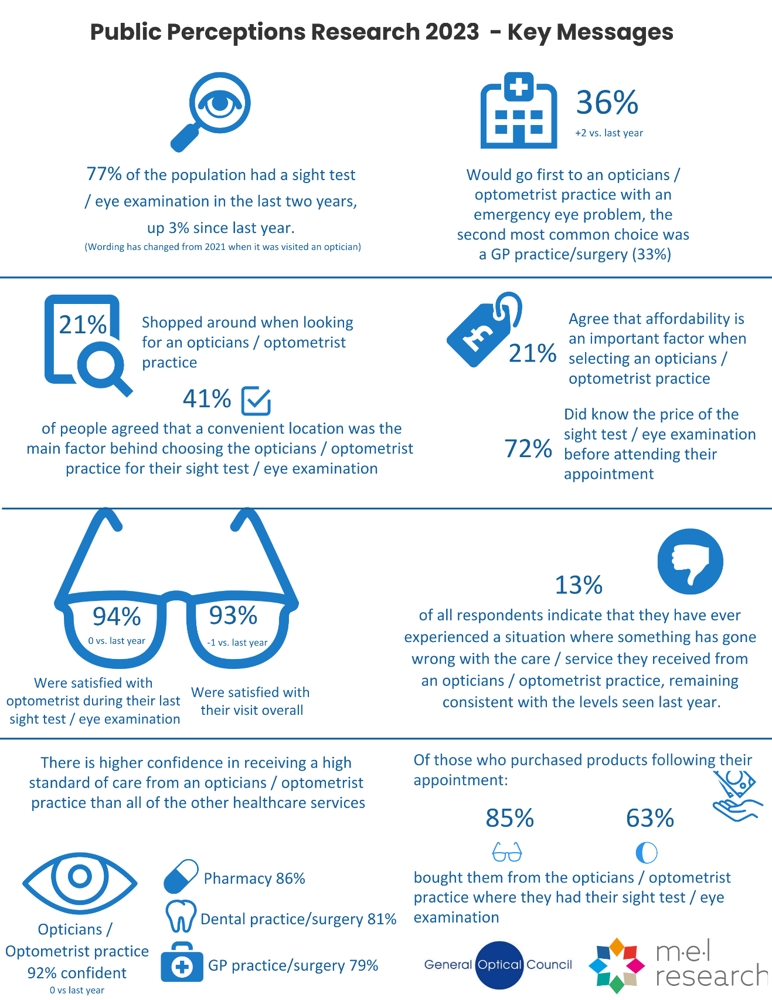 Public Perceptions Research 2023 - Key Messages
77% of the population had a sight test
/ eye examination in the last two years,
up 3% since last year.
(Wording has changed from 2021 when it was visited an optician)
36%
+2 vs. last year
Would go first to an opticians /
optometrist practice with an
emergency eye problem, the
second most common choice was
a GP practice/surgery (33%)
21%
Shopped around when looking
for an opticians / optometrist
practice
41%
of people agreed that a convenient location was the
main factor behind choosing the opticians / optometrist
practice for their sight test / eye examination
£
21%
Agree that affordability is
an important factor when
selecting an opticians /
optometrist practice
72%
Did know the price of the
sight test / eye examination
before attending their
appointment
94%
0 vs. last year
Were satisfied with
optometrist during their last
sight test / eye examination
93%
-1 vs. last year
Were satisfied with
their visit overall
13%
of all respondents indicate that they have ever
experienced a situation where something has gone
wrong with the care / service they received from
an opticians / optometrist practice, remaining
consistent with the levels seen last year.
There is higher confidence in receiving a high
standard of care from an opticians / optometrist
practice than all of the other healthcare services
Opticians /
Optometrist practice
92% confident
0 vs last year
Pharmacy 86%
Dental practice/surgery 81%
GP practice/surgery 79%
Of those who purchased products following their
appointment:
85%
63%
bought them from the opticians / optometrist
practice where they had their sight test / eye
examination
General Optical Council
m·e·l
research